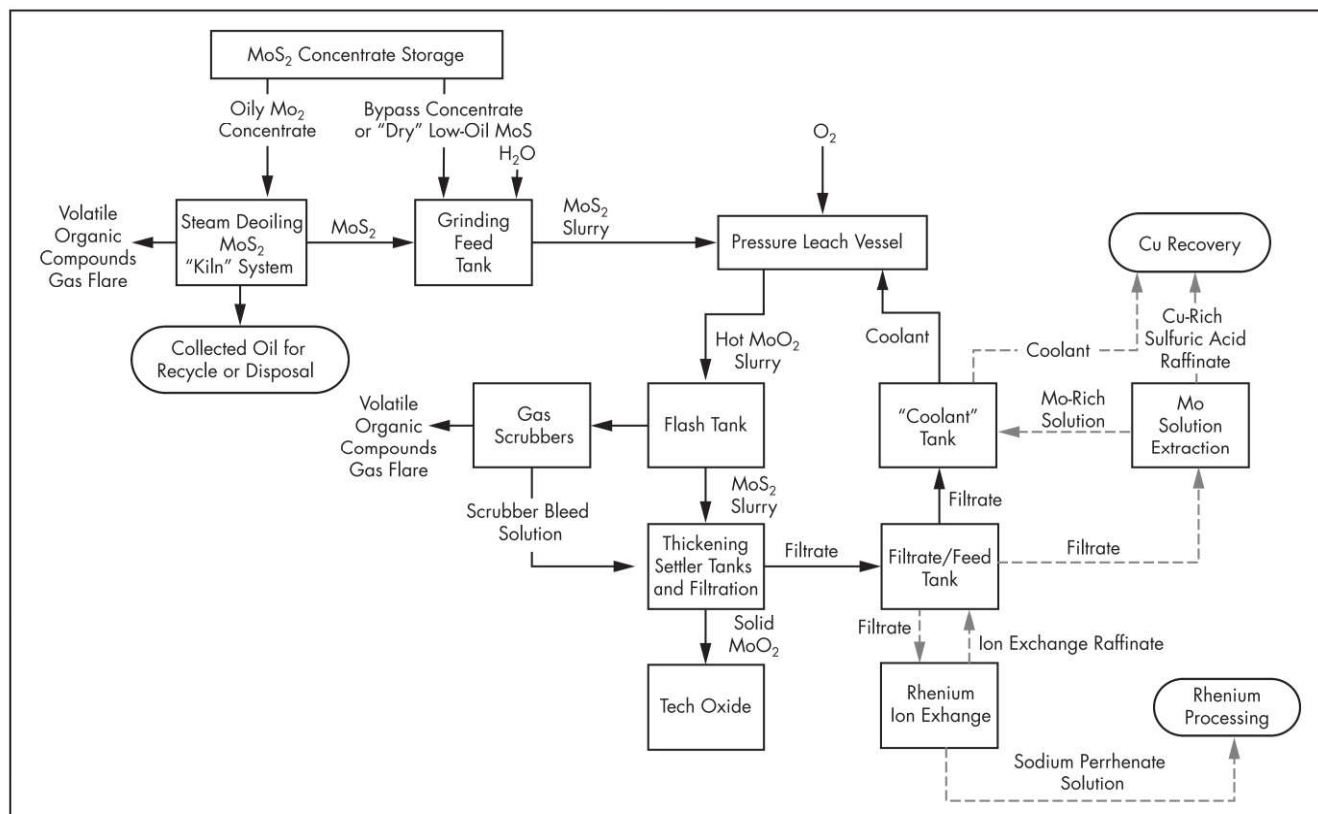 MoS₂ Concentrate Storage
Oily Mo₂
Concentrate
Bypass Concentrate
or “Dry” Low-Oil MoS
H₂O
O₂
Volatile
Organic
Compounds
Gas Flare
Steam Deoiling
MoS₂
“Kiln” System
MoS₂
Grinding
Feed
Tank
MoS₂
Slurry
Pressure Leach Vessel
Cu Recovery
Collected Oil for
Recycle or Disposal
Hot MoO₂
Slurry
Coolant
Coolant
Cu-Rich
Sulfuric Acid
Raffinate
Volatile
Organic
Compounds
Gas Flare
Gas
Scrubbers
Flash Tank
“Coolant”
Tank
Mo-Rich
Solution
Mo
Solution
Extraction
Scrubber Bleed
Solution
MoS₂
Slurry
Filtrate
Thickening
Settler Tanks
and Filtration
Filtrate
Filtrate/Feed
Tank
Filtrate
Solid
MoO₂
Filtrate
Ion Exchange Raffinate
Tech Oxide
Rhenium
Ion Exhange
Rhenium
Processing
Sodium Perrhenate
Solution